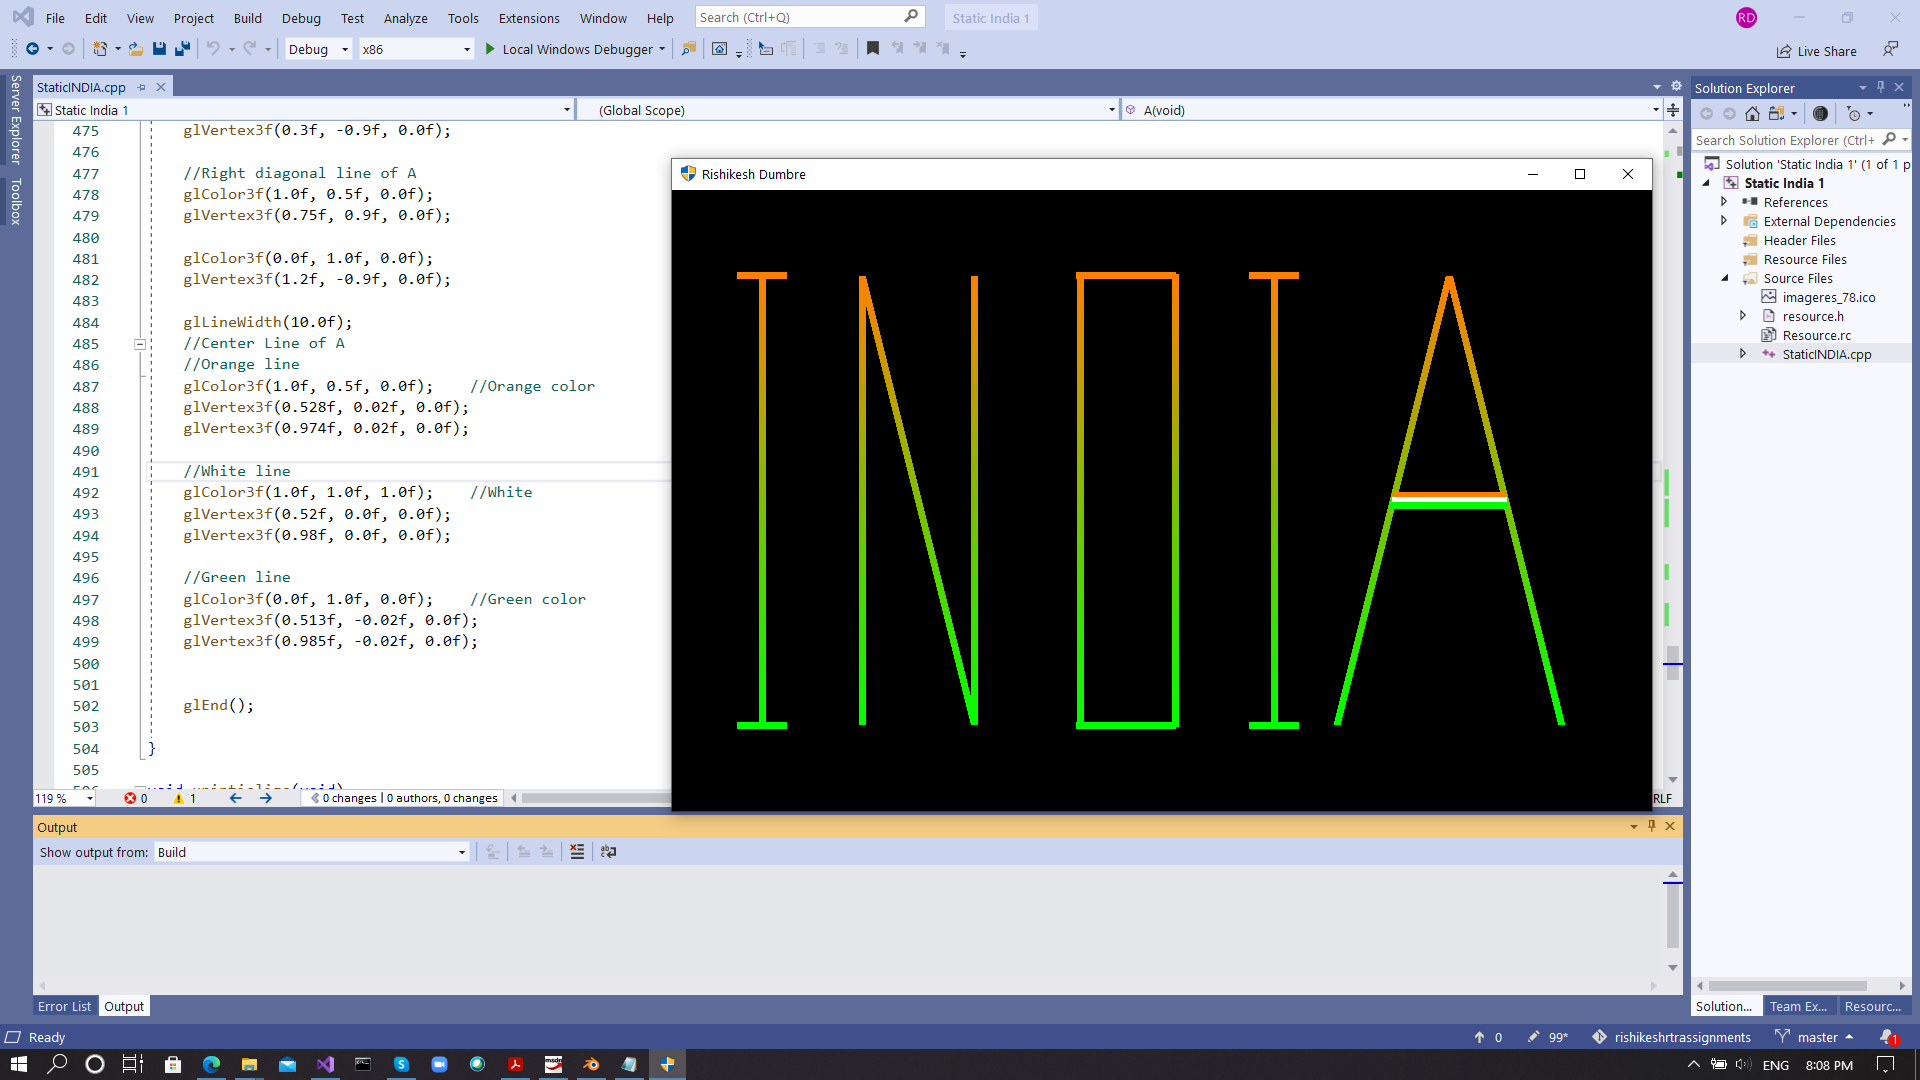 File Edit View Project Build Debug Test Analyze Tools Extensions Window Help Search (Ctrl+Q) Static India 1 RD
Debug x86 Local Windows Debugger Live Share
Server Explorer
Toolbox
StaticINDIA.cpp
Static India 1 (Global Scope) A(void)
475 glVertex3f(0.3f, -0.9f, 0.0f);
476
477 //Right diagonal line of A
478 glColor3f(1.0f, 0.5f, 0.0f);
479 glVertex3f(0.75f, 0.9f, 0.0f);
480
481 glColor3f(0.0f, 1.0f, 0.0f);
482 glVertex3f(1.2f, -0.9f, 0.0f);
483
484 glLineWidth(10.0f);
485 //Center Line of A
486 //Orange line
487 glColor3f(1.0f, 0.5f, 0.0f); //Orange color
488 glVertex3f(0.528f, 0.02f, 0.0f);
489 glVertex3f(0.974f, 0.02f, 0.0f);
490
491 //White line
492 glColor3f(1.0f, 1.0f, 1.0f); //White
493 glVertex3f(0.52f, 0.0f, 0.0f);
494 glVertex3f(0.98f, 0.0f, 0.0f);
495
496 //Green line
497 glColor3f(0.0f, 1.0f, 0.0f); //Green color
498 glVertex3f(0.513f, -0.02f, 0.0f);
499 glVertex3f(0.985f, -0.02f, 0.0f);
500
501
502 glEnd();
503
504 }
505
119 % 0 1 0 changes | 0 authors, 0 changes RLF
Rishikesh Dumbre
INDIA
Solution Explorer
Search Solution Explorer (Ctrl+
Solution 'Static India 1' (1 of 1 p
Static India 1
References
External Dependencies
Header Files
Resource Files
Source Files
imageres_78.ico
resource.h
Resource.rc
StaticINDIA.cpp
Output
Show output from: Build
Error List Output
Solution... Team Ex... Resourc...
Ready 0 99* rishikeshrtrassignments master 1
ENG 8:08 PM